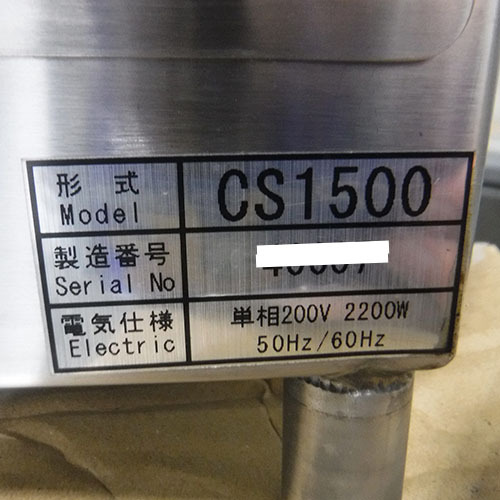 形式 CS1500
Model
製造番号
Serial No
電気仕様 単相200V 2200W
Electric 50Hz/60Hz